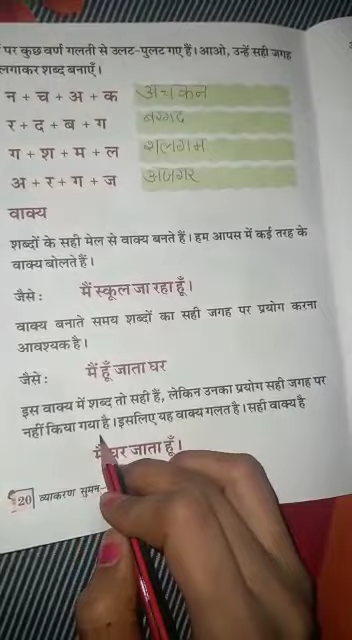 पर कुछ वर्ण गलती से उलट-पुलट गए हैं। आओ, उन्हें सही जगह
लगाकर शब्द बनाएँ।
न + च + अ + क अचकन
र + द + ब + ग बरगद
ग + श + म + ल शलगम
अ + र + ग + ज अजगर
वाक्य
शब्दों के सही मेल से वाक्य बनते हैं। हम आपस में कई तरह के
वाक्य बोलते हैं।
जैसे: मैं स्कूल जा रहा हूँ।
वाक्य बनाते समय शब्दों का सही जगह पर प्रयोग करना
आवश्यक है।
जैसे: मैं हूँ जाता घर
इस वाक्य में शब्द तो सही हैं, लेकिन उनका प्रयोग सही जगह पर
नहीं किया गया है। इसलिए यह वाक्य गलत है। सही वाक्य है
मैं घर जाता हूँ।
20 व्याकरण सुमन-